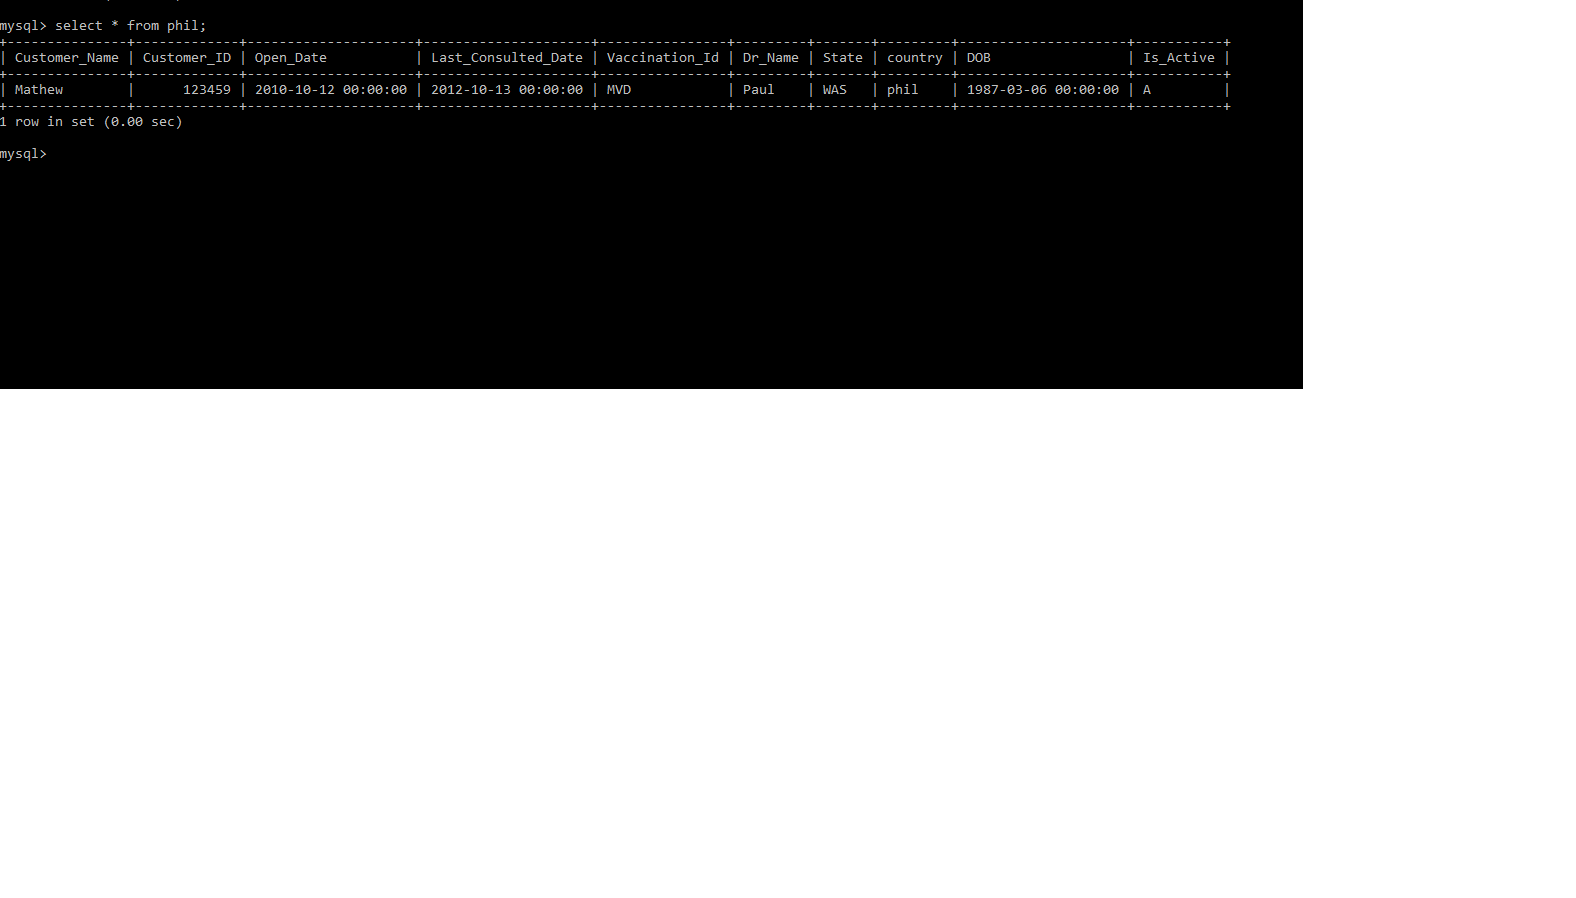 mysql> select * from phil;
+---------------+-------------+---------------------+---------------------+----------------+---------+-------+---------+---------------------+-----------+
| Customer_Name | Customer_ID | Open_Date           | Last_Consulted_Date | Vaccination_Id | Dr_Name | State | country | DOB                 | Is_Active |
+---------------+-------------+---------------------+---------------------+----------------+---------+-------+---------+---------------------+-----------+
| Mathew        |      123459 | 2010-10-12 00:00:00 | 2012-10-13 00:00:00 | MVD            | Paul    | WAS   | phil    | 1987-03-06 00:00:00 | A         |
+---------------+-------------+---------------------+---------------------+----------------+---------+-------+---------+---------------------+-----------+
1 row in set (0.00 sec)
mysql>